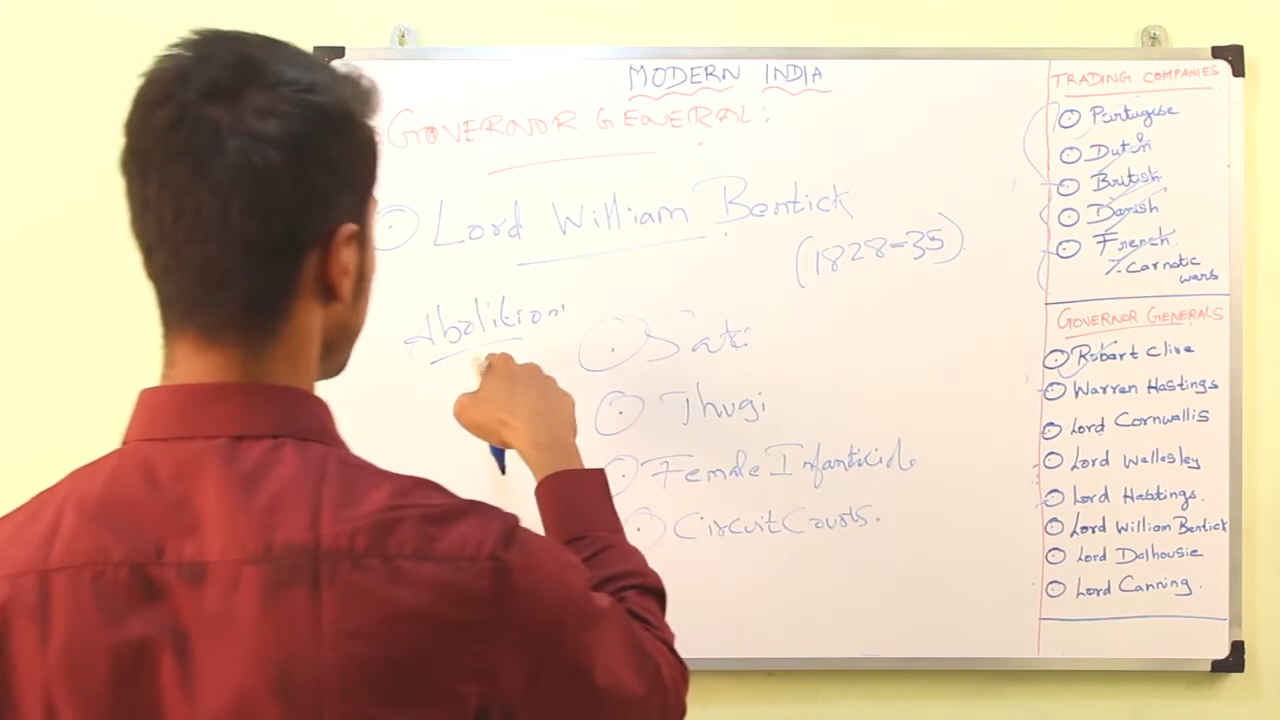 MODERN INDIA
GOVERNOR GENERAL:
Lord William Bentick
(1828-35)
Abolition
Sati
Thugi
Female Infanticide
Circuit Courts.
TRADING COMPANIES
Portugese
Dutch
British
Danish
French.
Carnatic
wars
GOVERNOR GENERALS
Robert Clive
Warren Hastings
Lord Cornwallis
Lord Wellesley
Lord Hastings.
Lord William Bentick
Lord Dalhousie
Lord Canning.